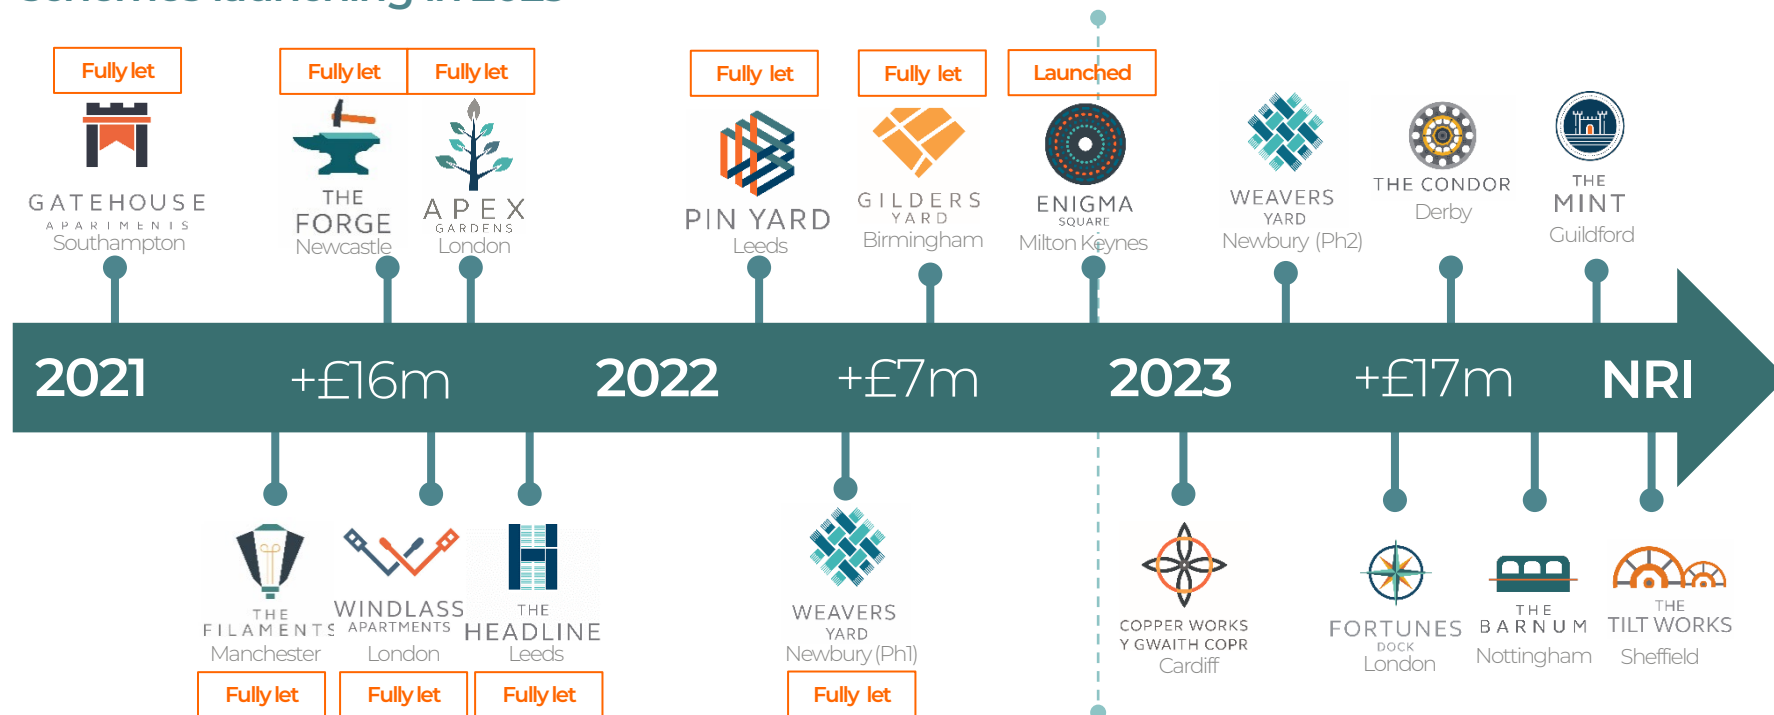 Schemes launching in 2023
Fully let
Fully let
Fully let
Fully let
Fully let
Launched
GATEHOUSE
APARTMENTS
Southampton
THE
FORGE
Newcastle
APEX
GARDENS
London
PIN YARD
Leeds
GILDERS
YARD
Birmingham
ENIGMA
SQUARE
Milton Keynes
WEAVERS
YARD
Newbury (Ph2)
THE CONDOR
Derby
THE
MINT
Guildford
2021
+£16m
2022
+£7m
2023
+£17m
NRI
THE
FILAMENTS
Manchester
Fully let
WINDLASS
APARTMENTS
London
Fully let
THE
HEADLINE
Leeds
Fully let
WEAVERS
YARD
Newbury (Ph1)
Fully let
COPPER WORKS
Y GWAITH COPR
Cardiff
FORTUNES
DOCK
London
THE
BARNUM
Nottingham
THE
TILT WORKS
Sheffield